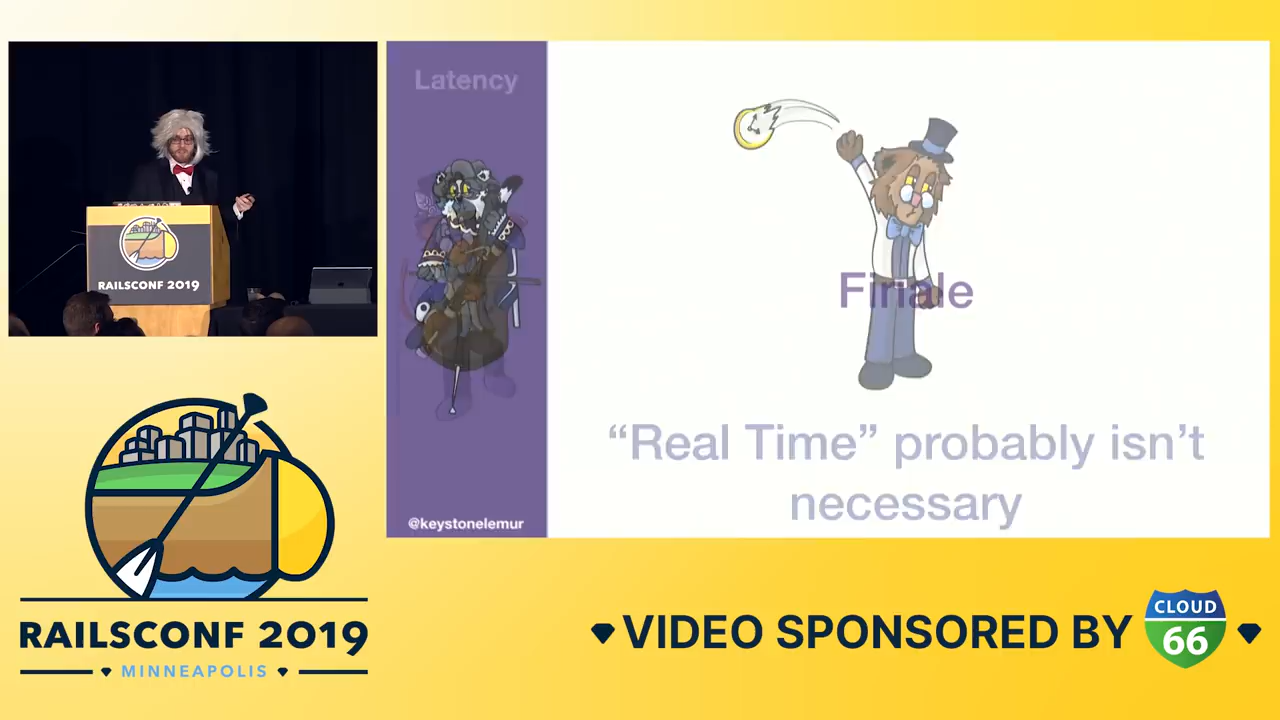 RAILSCONF 2019
Latency
@keystonelemur
Finale
“Real Time” probably isn’t
necessary
RAILSCONF 2019
MINNEAPOLIS
VIDEO SPONSORED BY
CLOUD
66